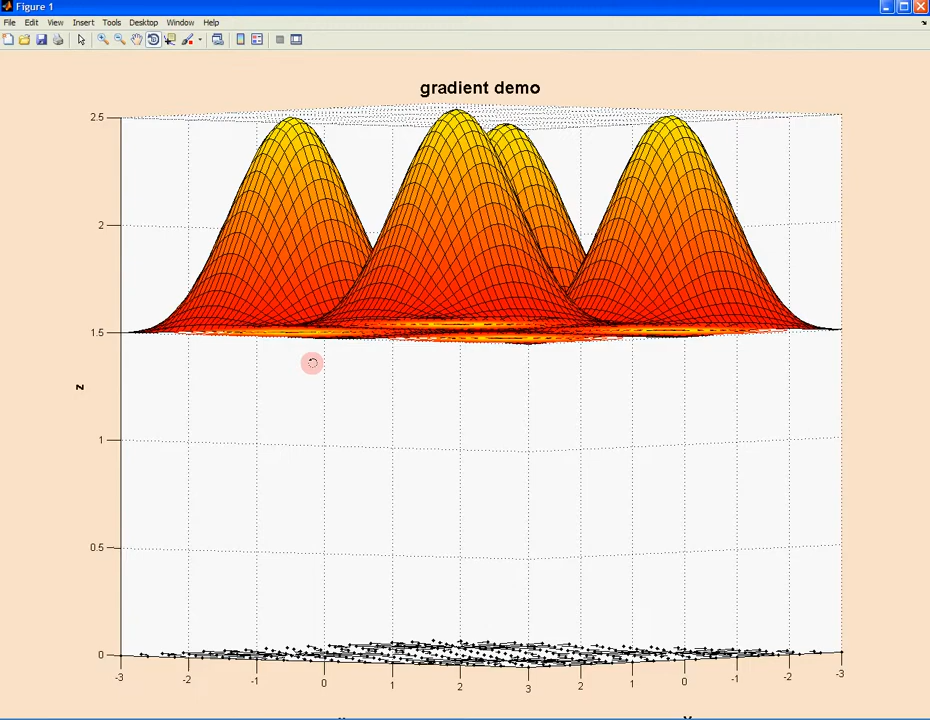 Figure 1
File Edit View Insert Tools Desktop Window Help
gradient demo
2.5
2
1.5
z
1
0.5
0
-3 -2 -1 0 1 2 3 2 1 0 -1 -2 -3